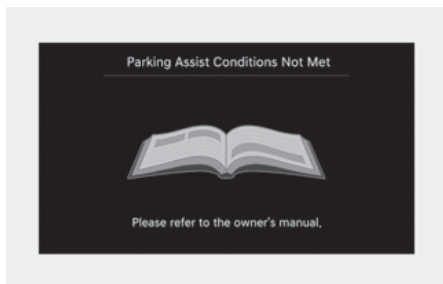 Parking Assist Conditions Not Met
Please refer to the owner's manual.